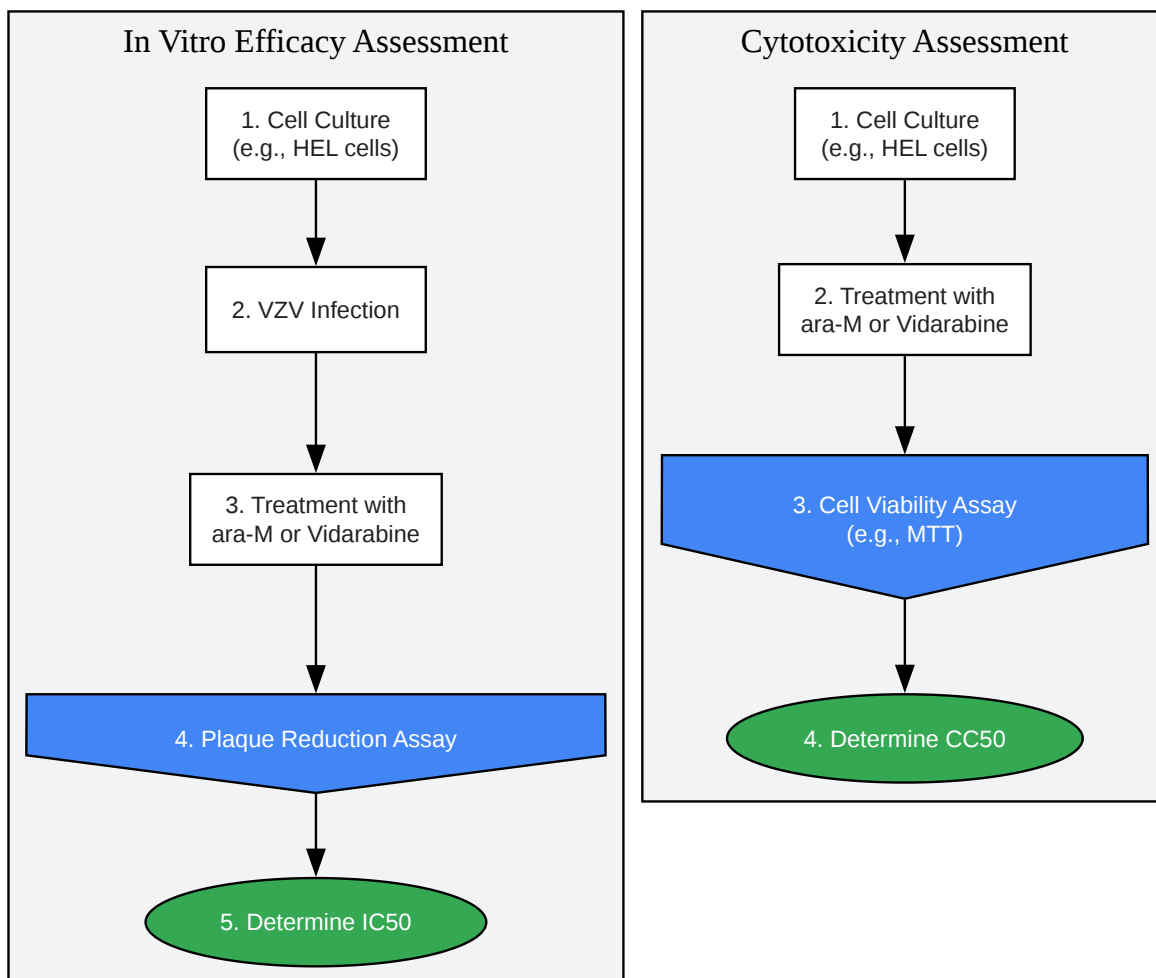 In Vitro Efficacy Assessment
1. Cell Culture
(e.g., HEL cells)
2. VZV Infection
3. Treatment with
ara-M or Vidarabine
4. Plaque Reduction Assay
5. Determine IC50
Cytotoxicity Assessment
1. Cell Culture
(e.g., HEL cells)
2. Treatment with
ara-M or Vidarabine
3. Cell Viability Assay
(e.g., MTT)
4. Determine CC50